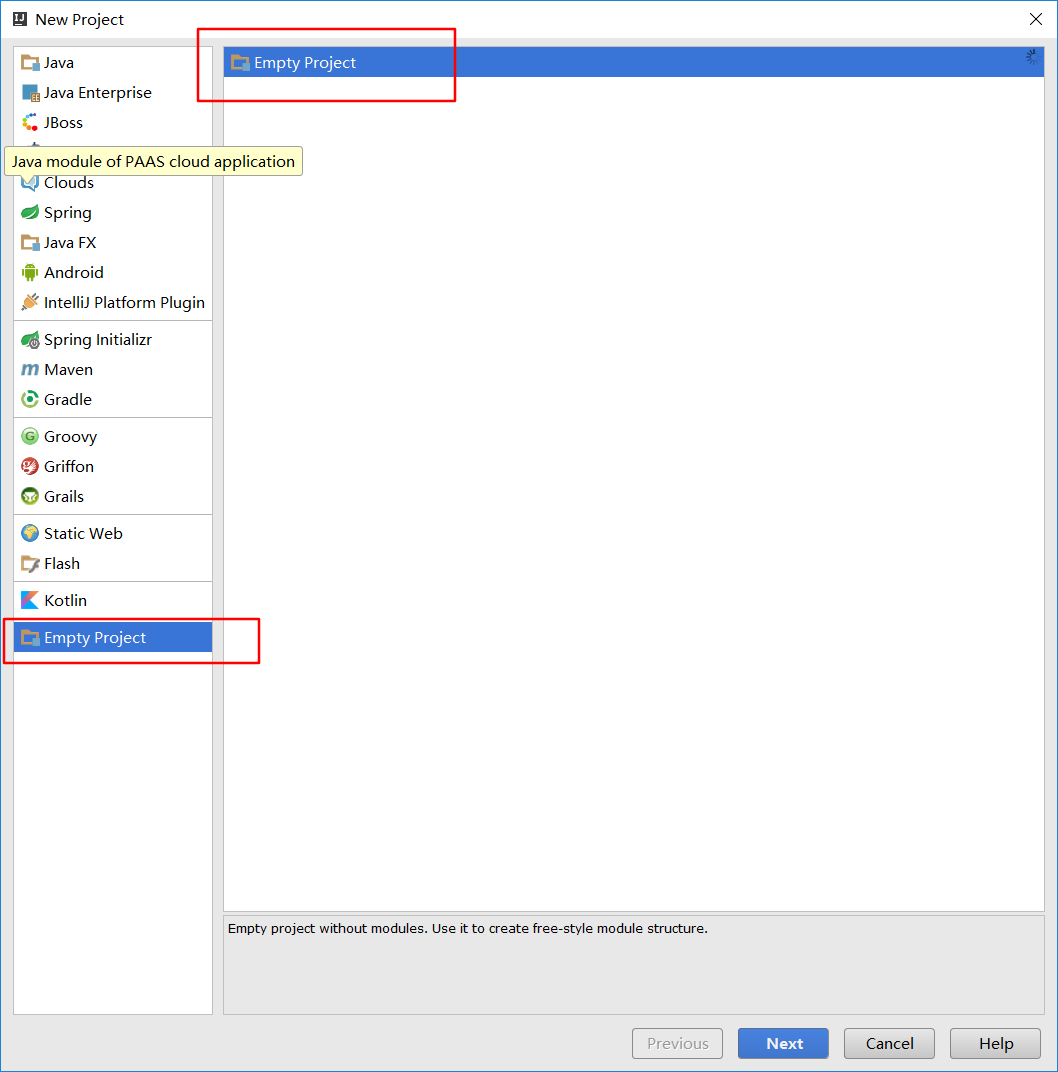 New Project
Java
Java Enterprise
JBoss
Java module of PAAS cloud application
Clouds
Spring
Java FX
Android
IntelliJ Platform Plugin
Spring Initializr
Maven
Gradle
Groovy
Griffon
Grails
Static Web
Flash
Kotlin
Empty Project
Empty Project
Empty project without modules. Use it to create free-style module structure.
Previous
Next
Cancel
Help